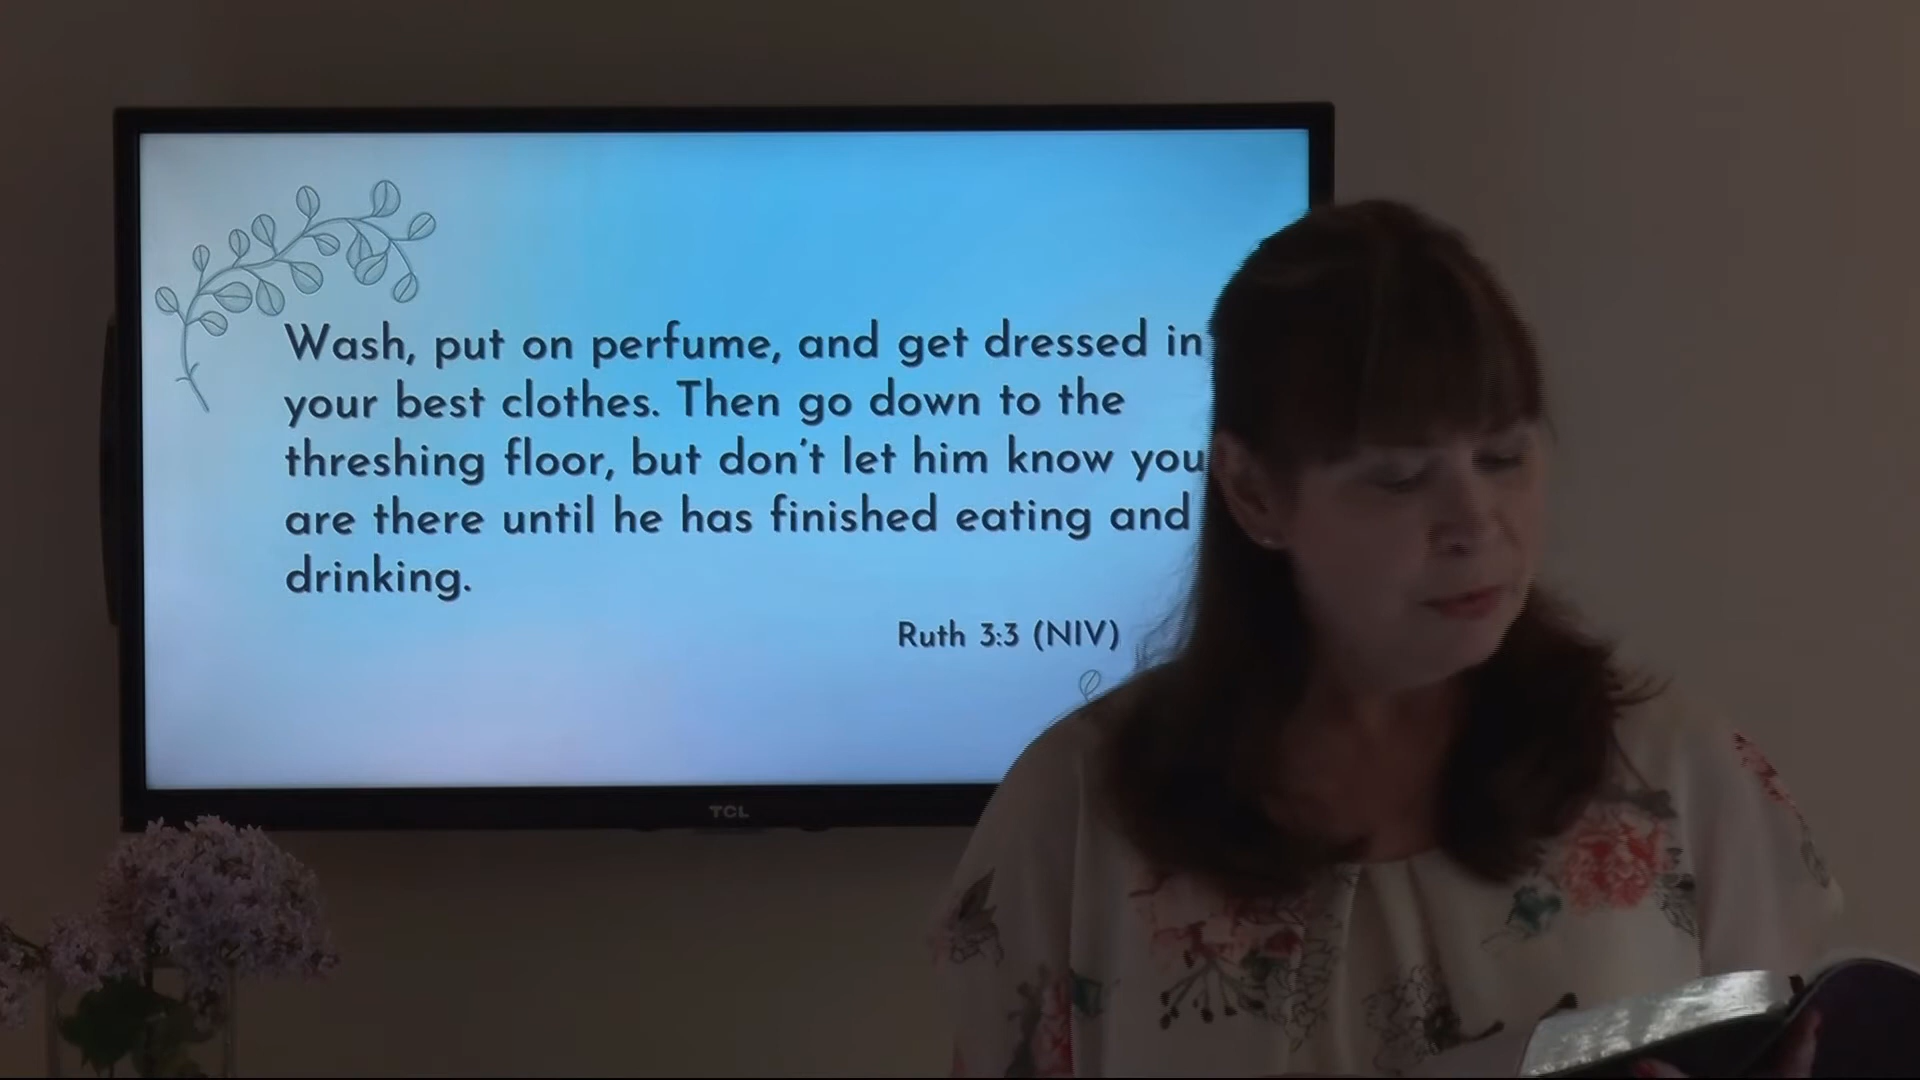 Wash, put on perfume, and get dressed in
your best clothes. Then go down to the
threshing floor, but don't let him know you
are there until he has finished eating and
drinking.
Ruth 3:3 (NIV)
TCL